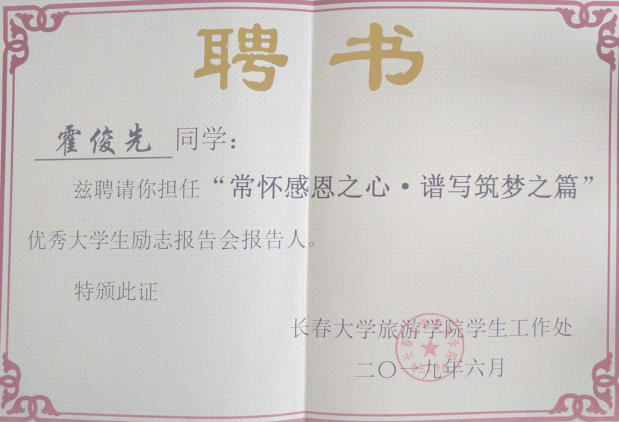 聘书
霍俊先 同学：
兹聘请你担任“常怀感恩之心·谱写筑梦之篇”
优秀大学生励志报告会报告人。
特颁此证
长春大学旅游学院学生工作处
二〇一九年六月